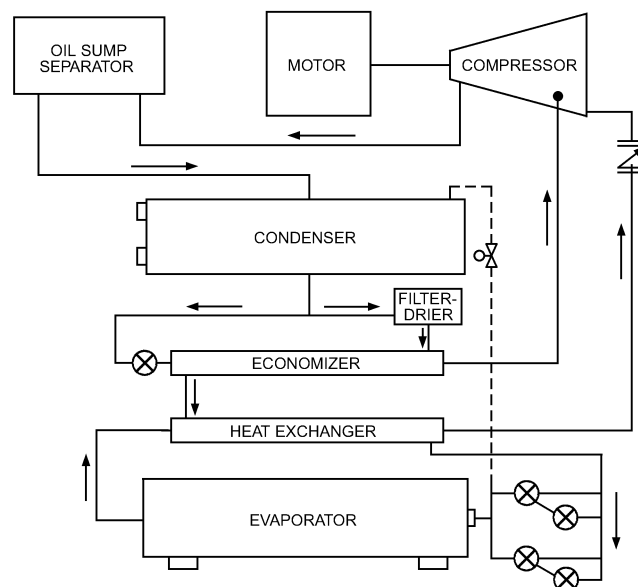 OIL SUMP
SEPARATOR
MOTOR
COMPRESSOR
CONDENSER
FILTER-
DRIER
ECONOMIZER
HEAT EXCHANGER
EVAPORATOR